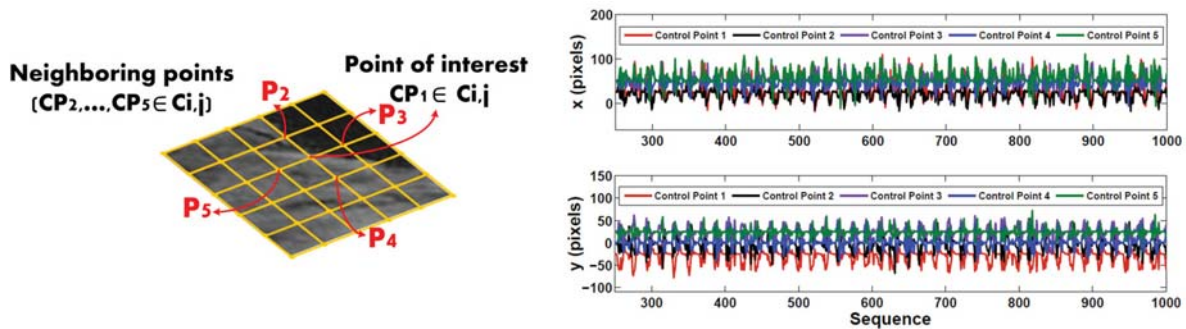 Neighboring points
(CP2,...,CP5∈ Ci,j)
Point of interest
CP1∈ Ci,j
P2
P3
P5
P4
200
100
0
x (pixels)
Control Point 1 Control Point 2 Control Point 3 Control Point 4 Control Point 5
300 400 500 600 700 800 900 1000
150
100
50
0
−50
−100
y (pixels)
Control Point 1 Control Point 2 Control Point 3 Control Point 4 Control Point 5
300 400 500 600 700 800 900 1000
Sequence